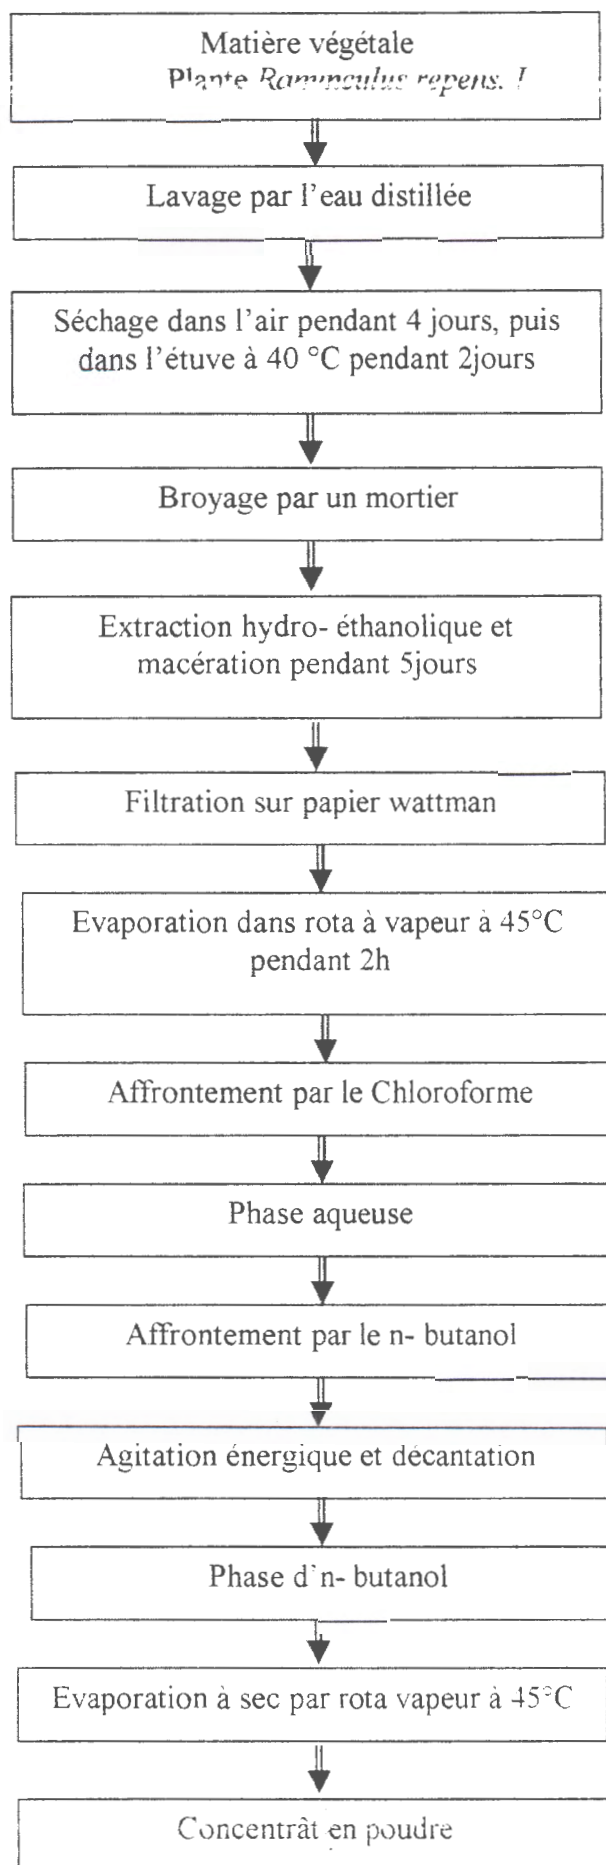 Matière végétale
Plante Ranunculus repens. L
Lavage par l'eau distillée
Séchage dans l'air pendant 4 jours, puis
dans l'étuve à 40 °C pendant 2jours
Broyage par un mortier
Extraction hydro- éthanolique et
macération pendant 5jours
Filtration sur papier wattman
Evaporation dans rota à vapeur à 45°C
pendant 2h
Affrontement par le Chloroforme
Phase aqueuse
Affrontement par le n- butanol
Agitation énergique et décantation
Phase d'n- butanol
Evaporation à sec par rota vapeur à 45°C
Concentrât en poudre